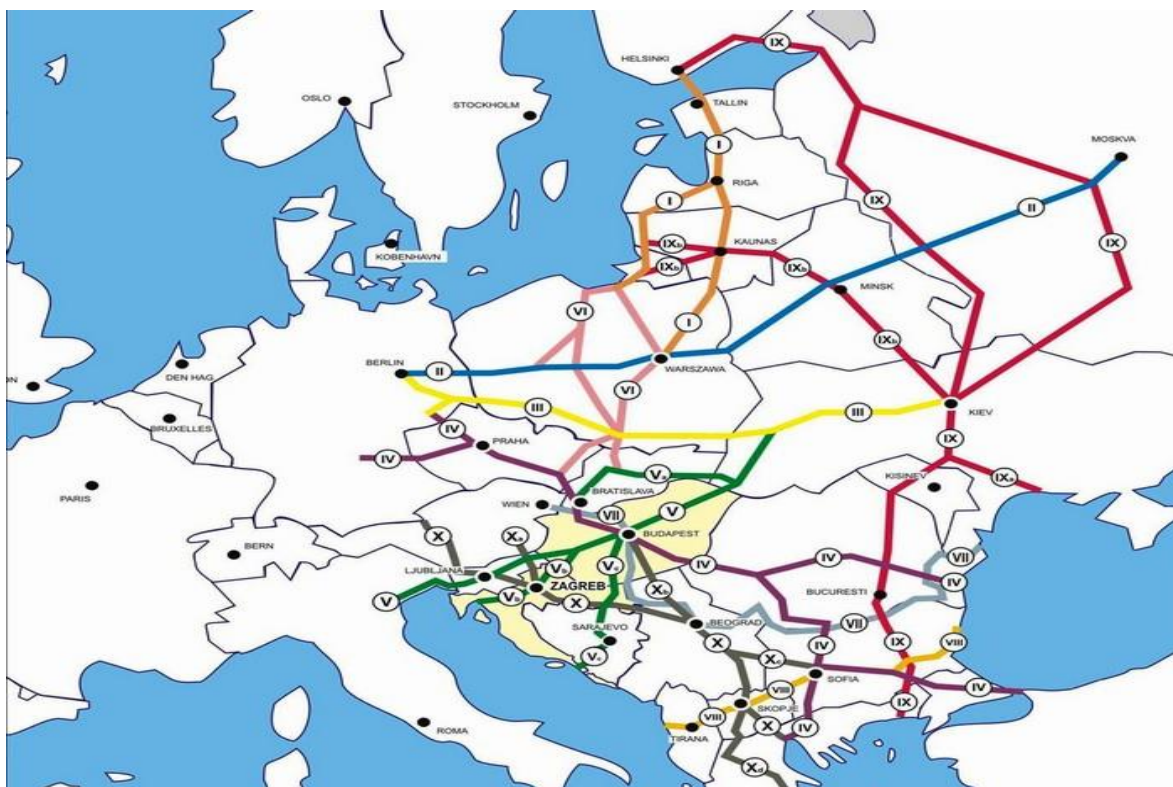 IX
HELSINKI
OSLO
STOCKHOLM
TALLIN
MOSKVA
I
RIGA
I
IX
II
IXb
KAUNAS
IX
KOBENHAVN
IXb
IXb
MINSK
VI
I
IXb
BERLIN
II
WARSZAWA
DEN HAG
ON
VI
III
III
KIEV
BRUXELLES
IV
PRAHA
IX
IV
Va
KISINEV
IXa
PARIS
BRATISLAVA
WIEN
VII
V
X
Xa
BUDAPEST
BERN
Vb
Vc
IV
IV
VII
LJUBLJANA
ZAGREB
Xb
IV
V
Vb
X
BUCURESTI
SARAJEVO
BEOGRAD
VII
X
IV
IX
VIII
Vc
Xc
SOFIA
VIII
IV
SKOPJE
IX
VIII
ROMA
TIRANA
X
IV
Xd